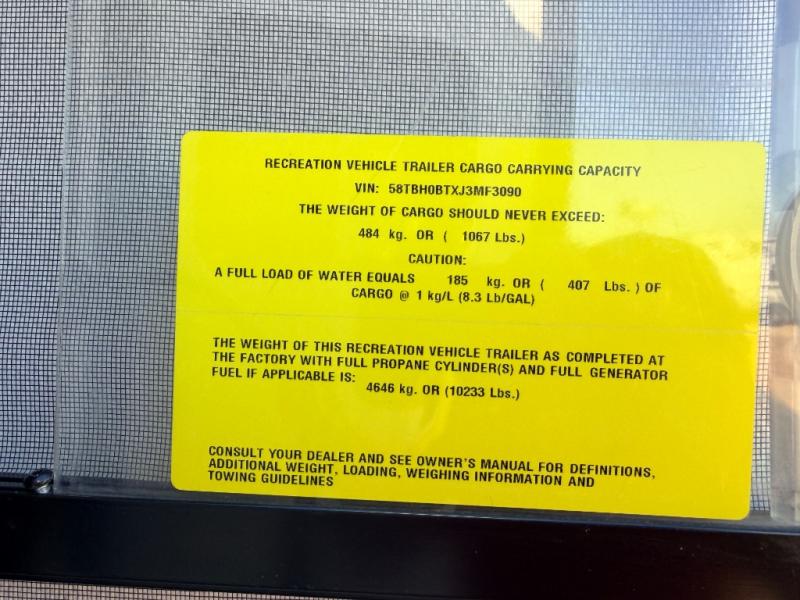 RECREATION VEHICLE TRAILER CARGO CARRYING CAPACITY
VIN: 58TBH0BTXJ3MF3090
THE WEIGHT OF CARGO SHOULD NEVER EXCEED:
484 kg. OR ( 1067 Lbs.)
CAUTION:
A FULL LOAD OF WATER EQUALS 185 kg. OR ( 407 Lbs. ) OF
CARGO @ 1 kg/L (8.3 Lb/GAL)
THE WEIGHT OF THIS RECREATION VEHICLE TRAILER AS COMPLETED AT
THE FACTORY WITH FULL PROPANE CYLINDER(S) AND FULL GENERATOR
FUEL IF APPLICABLE IS: 4646 kg. OR (10233 Lbs.)
CONSULT YOUR DEALER AND SEE OWNER'S MANUAL FOR DEFINITIONS,
ADDITIONAL WEIGHT, LOADING, WEIGHING INFORMATION AND
TOWING GUIDELINES